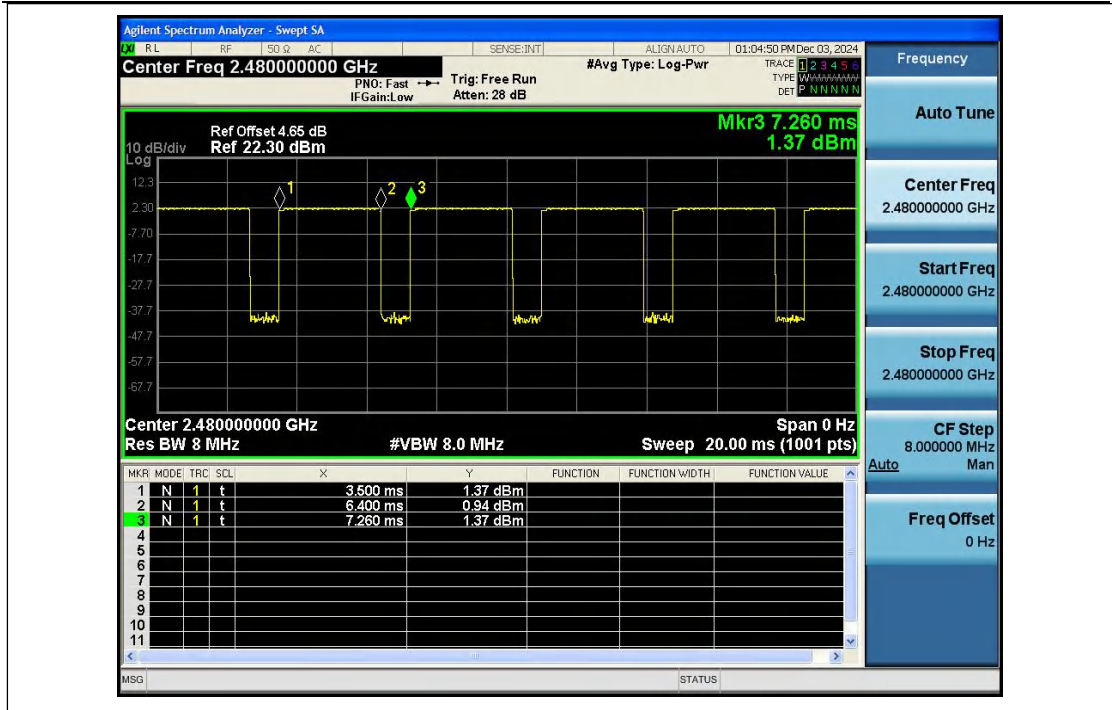 Agilent Spectrum Analyzer - Swept SA
LXI RL RF 50 Ω AC SENSE:INT ALIGN AUTO 01:04:50 PM Dec 03, 2024
Center Freq 2.480000000 GHz #Avg Type: Log-Pwr TRACE 1 2 3 4 5 6
PNO: Fast Trig: Free Run TYPE WWWWWW
IFGain:Low Atten: 28 dB DET P N N N N N
Mkr3 7.260 ms
1.37 dBm
Ref Offset 4.65 dB
10 dB/div Ref 22.30 dBm
Log
12.3
2.30
-7.70
-17.7
-27.7
-37.7
-47.7
-57.7
-67.7
1 2 3
Center 2.480000000 GHz Span 0 Hz
Res BW 8 MHz #VBW 8.0 MHz Sweep 20.00 ms (1001 pts)
MKR MODE TRC SCL X Y FUNCTION FUNCTION WIDTH FUNCTION VALUE
1 N 1 t 3.500 ms 1.37 dBm
2 N 1 t 6.400 ms 0.94 dBm
3 N 1 t 7.260 ms 1.37 dBm
4
5
6
7
8
9
10
11
MSG STATUS
Frequency
Auto Tune
Center Freq
2.480000000 GHz
Start Freq
2.480000000 GHz
Stop Freq
2.480000000 GHz
CF Step
8.000000 MHz
Auto Man
Freq Offset
0 Hz